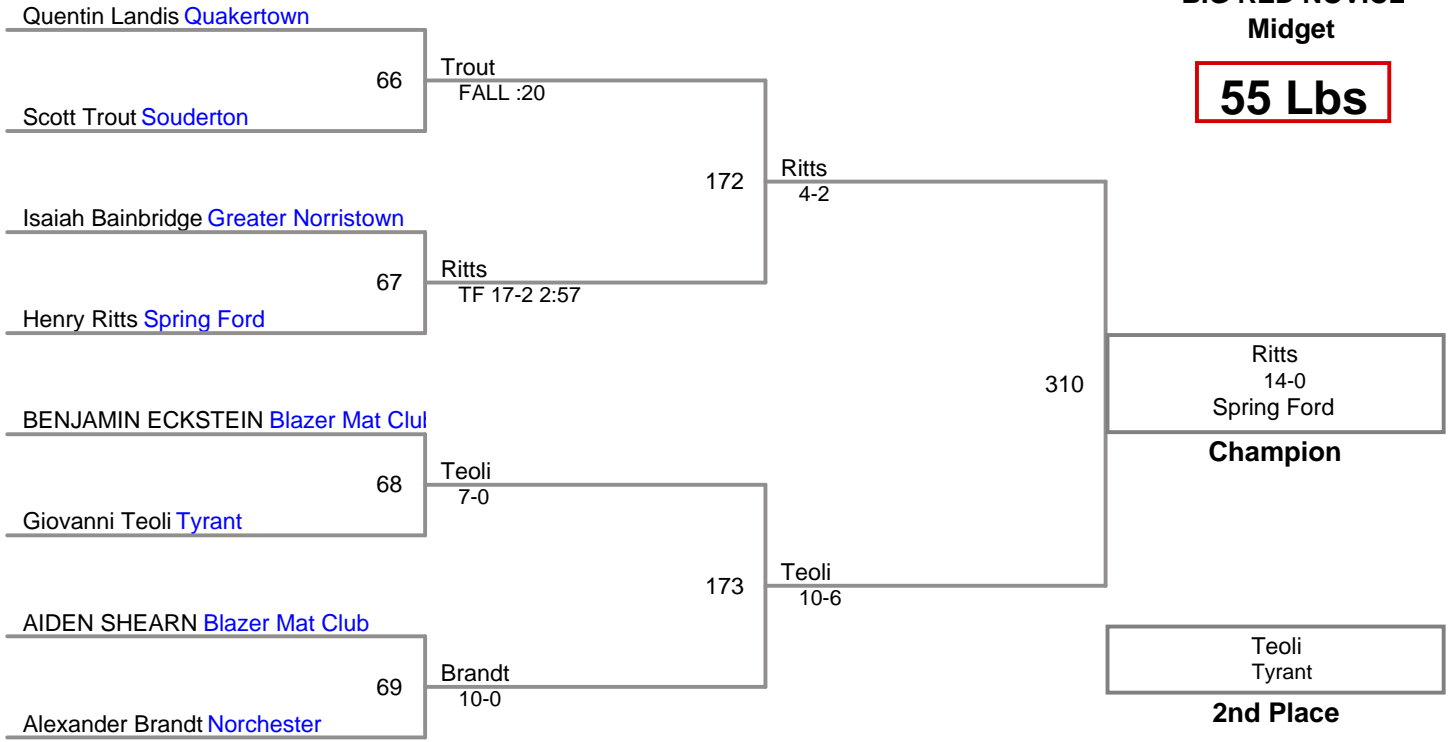 Quentin Landis Quakertown
Midget
66
Trout
FALL :20
55 Lbs
Scott Trout Souderton
172
Ritts
4-2
Isaiah Bainbridge Greater Norristown
67
Ritts
TF 17-2 2:57
Henry Ritts Spring Ford
310
Ritts
14-0
Spring Ford
Champion
BENJAMIN ECKSTEIN Blazer Mat Clu
68
Teoli
7-0
Giovanni Teoli Tyrant
173
Teoli
10-6
AIDEN SHEARN Blazer Mat Club
69
Brandt
10-0
Alexander Brandt Norchester
Teoli
Tyrant
2nd Place